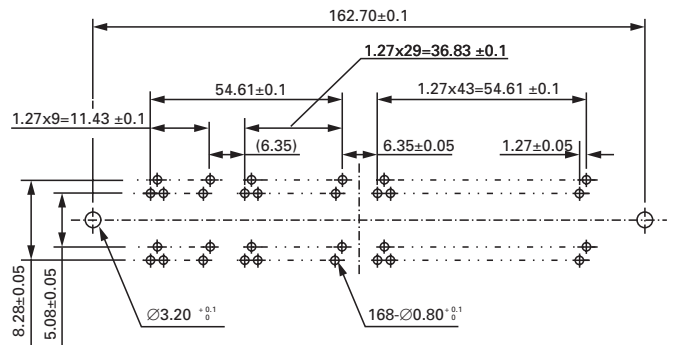 162.70±0.1
1.27x29=36.83 ±0.1
54.61±0.1
1.27x43=54.61 ±0.1
1.27x9=11.43 ±0.1
(6.35)
6.35±0.05
1.27±0.05
8.28±0.05
5.08±0.05
∅3.20 +0.1 0
168-∅0.80 +0.1 0